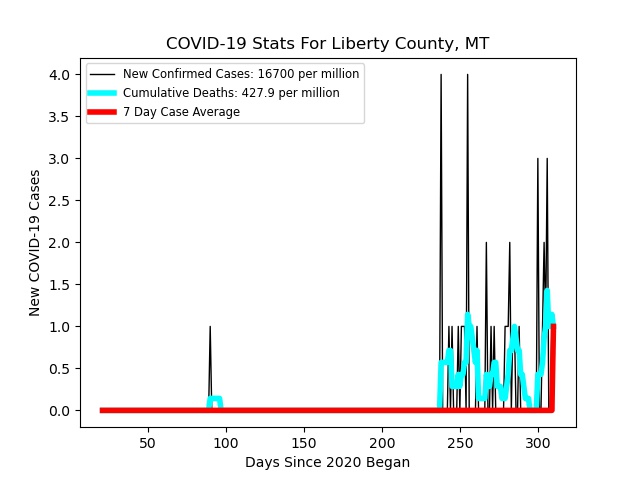 COVID-19 Stats For Liberty County, MT
New Confirmed Cases: 16700 per million
Cumulative Deaths: 427.9 per million
7 Day Case Average
4.0
3.5
3.0
2.5
2.0
1.5
1.0
0.5
0.0
New COVID-19 Cases
50 100 150 200 250 300
Days Since 2020 Began